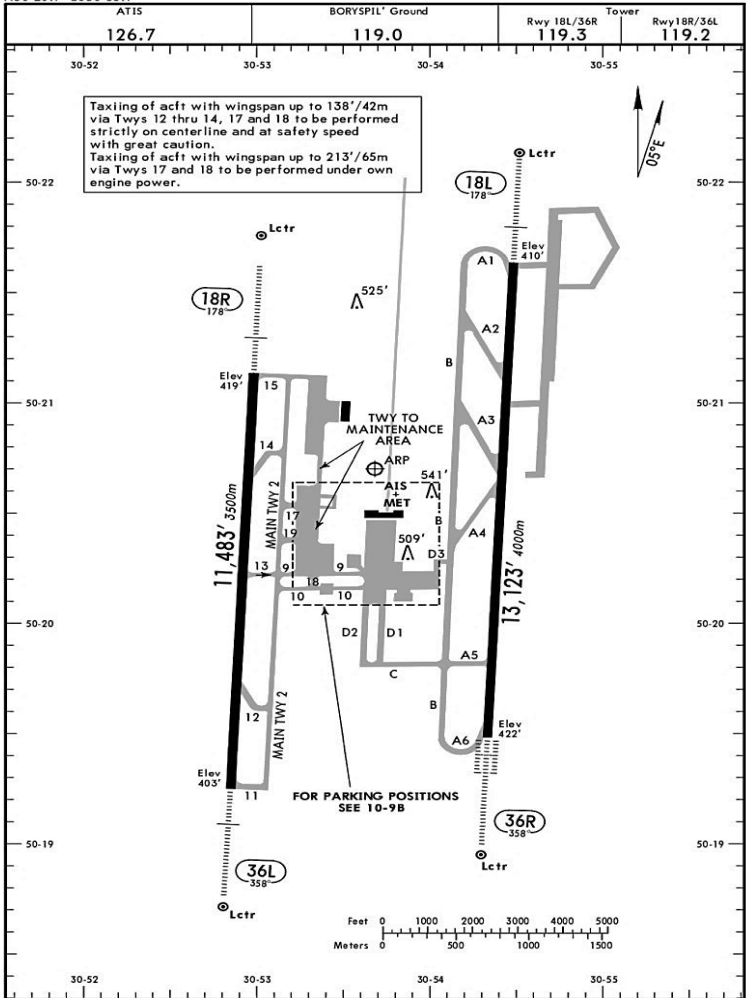 ATIS
126.7
BORYSPIL' Ground
119.0
Tower
Rwy 18L/36R
119.3
Rwy18R/36L
119.2
30-52
30-53
30-54
30-55
Taxiing of acft with wingspan up to 138'/42m
via Twys 12 thru 14, 17 and 18 to be performed
strictly on centerline and at safety speed
with great caution.
Taxiing of acft with wingspan up to 213'/65m
via Twys 17 and 18 to be performed under own
engine power.
05°E
Lctr
18L
178°
50-22
50-22
Lctr
Elev
410'
A1
18R
178°
525'
A2
B
Elev
419'
15
50-21
50-21
TWY TO
MAINTENANCE
AREA
A3
14
ARP
541'
AIS
+
MET
MAIN TWY 2
17
B
11,483' 3500m
19
509'
A4
D3
13,123' 4000m
13
9
9
18
10
10
50-20
50-20
D2
D1
A5
C
MAIN TWY 2
12
B
Elev
422'
A6
Elev
403'
11
FOR PARKING POSITIONS
SEE 10-9B
36R
358°
50-19
50-19
36L
358°
Lctr
Lctr
Feet 0 1000 2000 3000 4000 5000
Meters 0 500 1000 1500
30-52
30-53
30-54
30-55